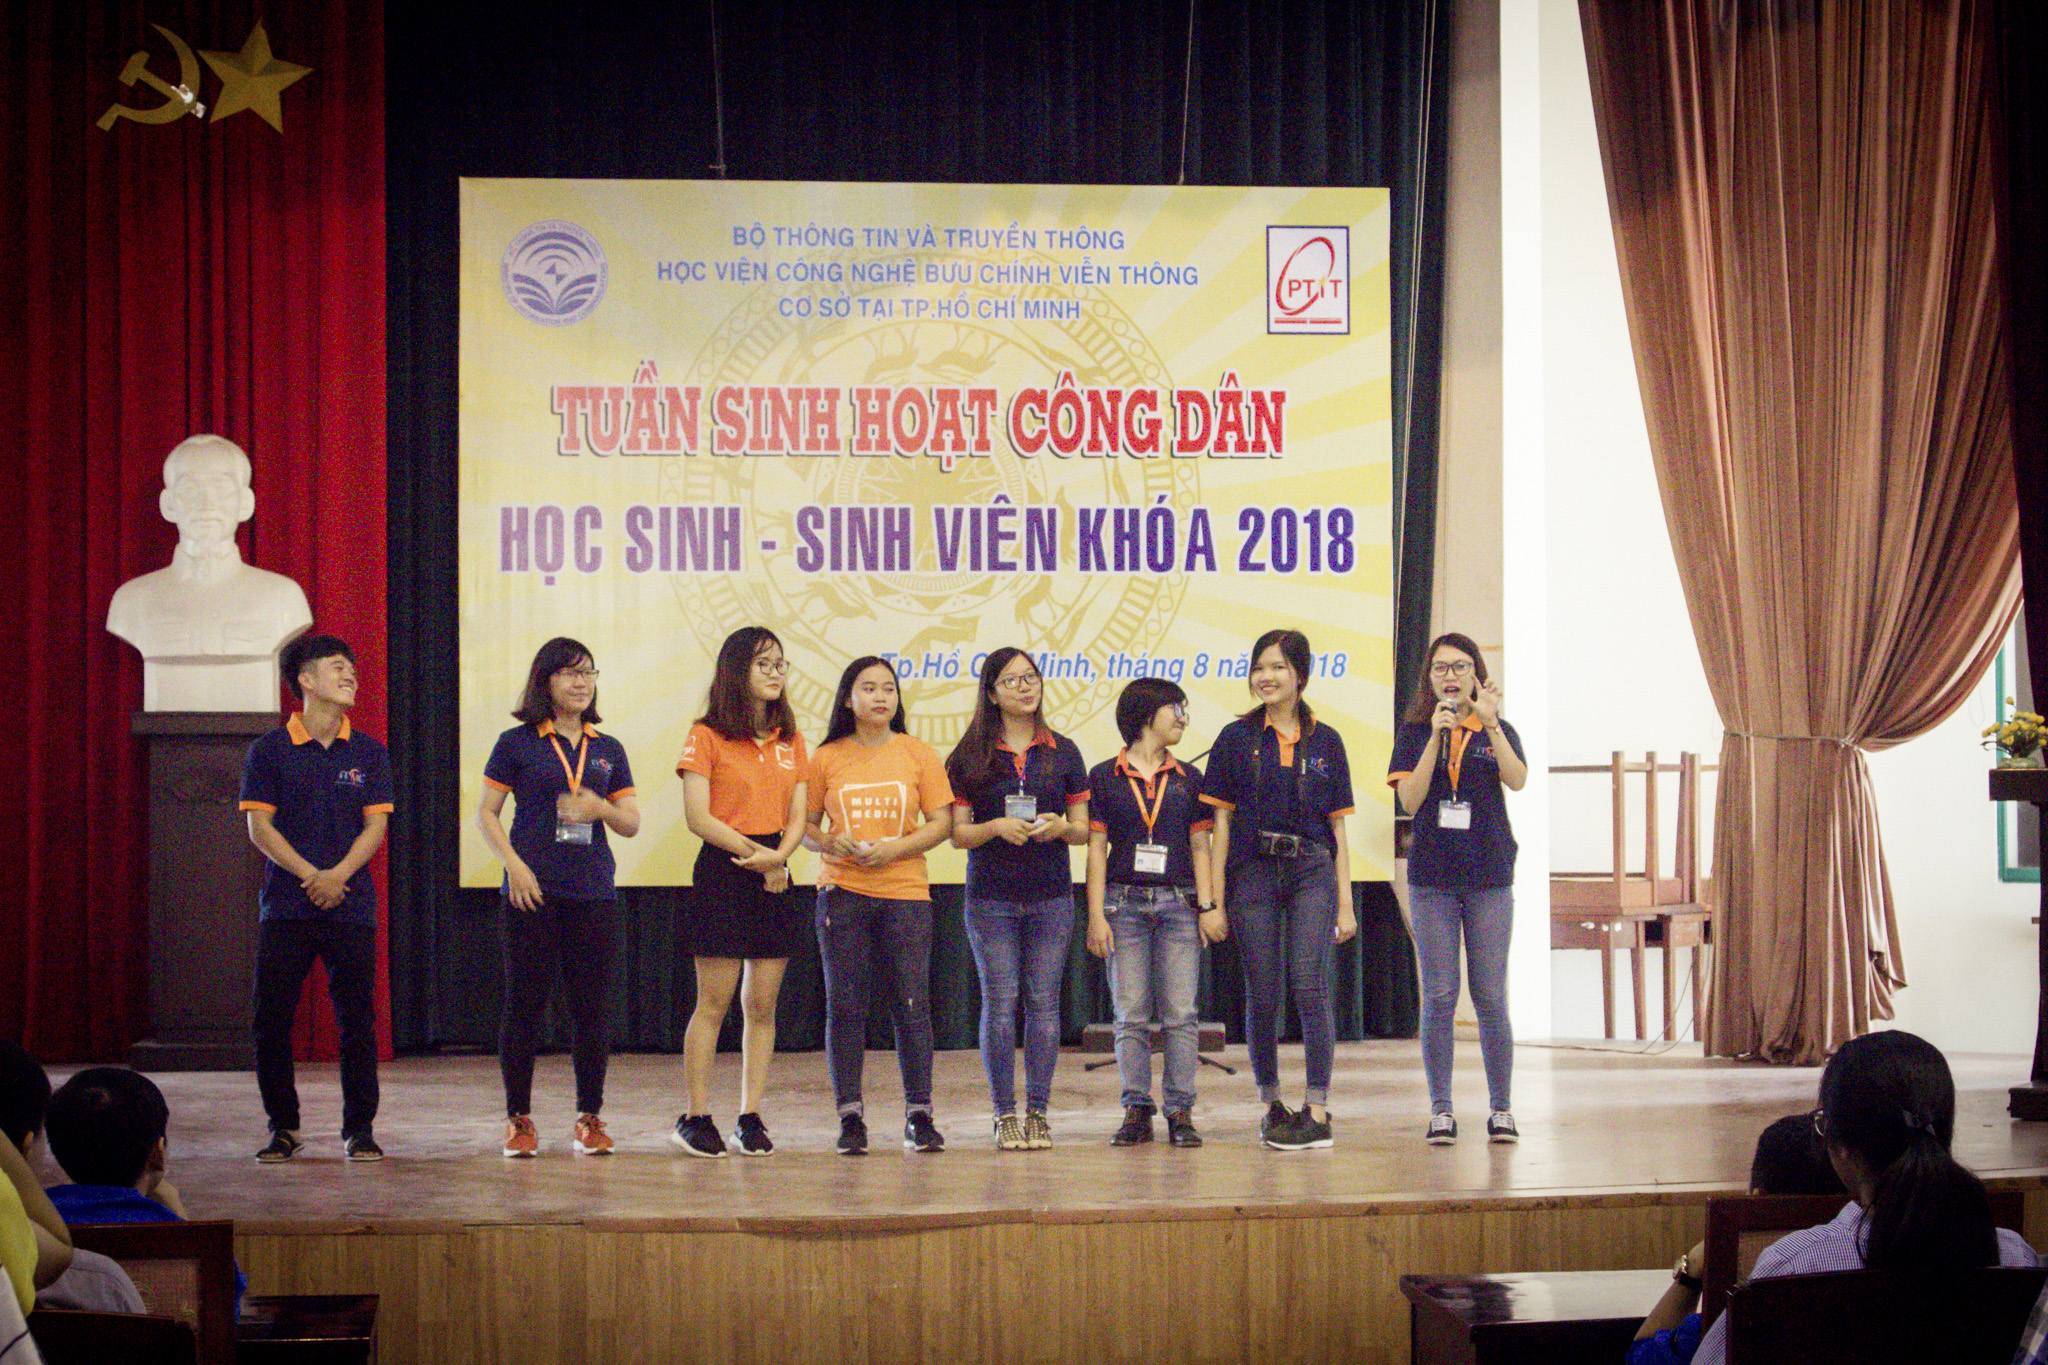 BỘ THÔNG TIN VÀ TRUYỀN THÔNG
HỌC VIỆN CÔNG NGHỆ BƯU CHÍNH VIỄN THÔNG
CƠ SỞ TẠI TP.HỒ CHÍ MINH
PTIT
TUẦN SINH HOẠT CÔNG DÂN
HỌC SINH - SINH VIÊN KHÓA 2018
Tp.Hồ C Minh, tháng 8 nă 2018
MULTI
MEDIA